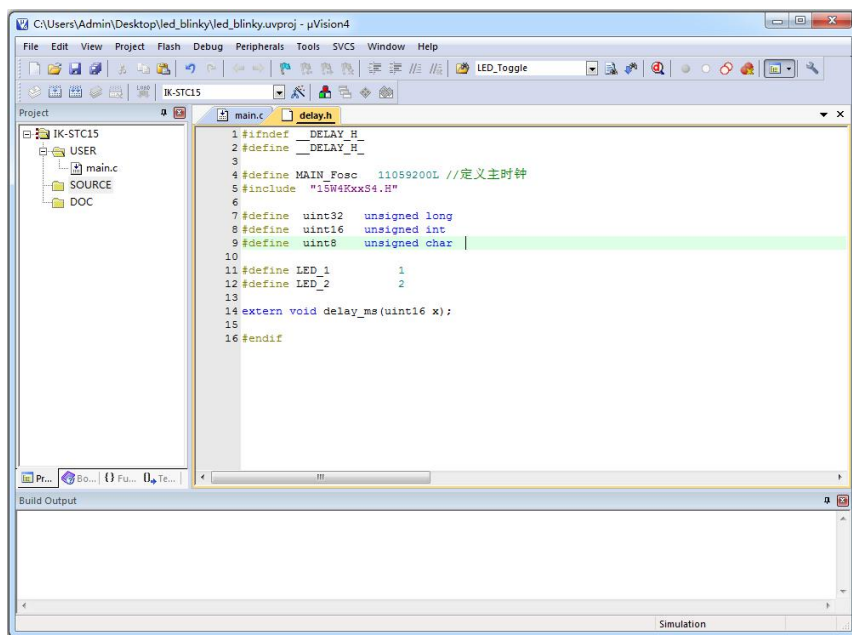 C:\Users\Admin\Desktop\led_blinky\led_blinky.uvproj - µVision4
File Edit View Project Flash Debug Peripherals Tools SVCS Window Help
LED_Toggle
IK-STC15
Project
main.c delay.h
IK-STC15
USER
main.c
SOURCE
DOC
1 #ifndef __DELAY_H_
2 #define __DELAY_H_
3
4 #define MAIN_Fosc 11059200L //定义主时钟
5 #include "15W4KxxS4.H"
6
7 #define uint32 unsigned long
8 #define uint16 unsigned int
9 #define uint8 unsigned char
10
11 #define LED_1 1
12 #define LED_2 2
13
14 extern void delay_ms(uint16 x);
15
16 #endif
Pr... Bo... {} Fu... Te...
Build Output
Simulation